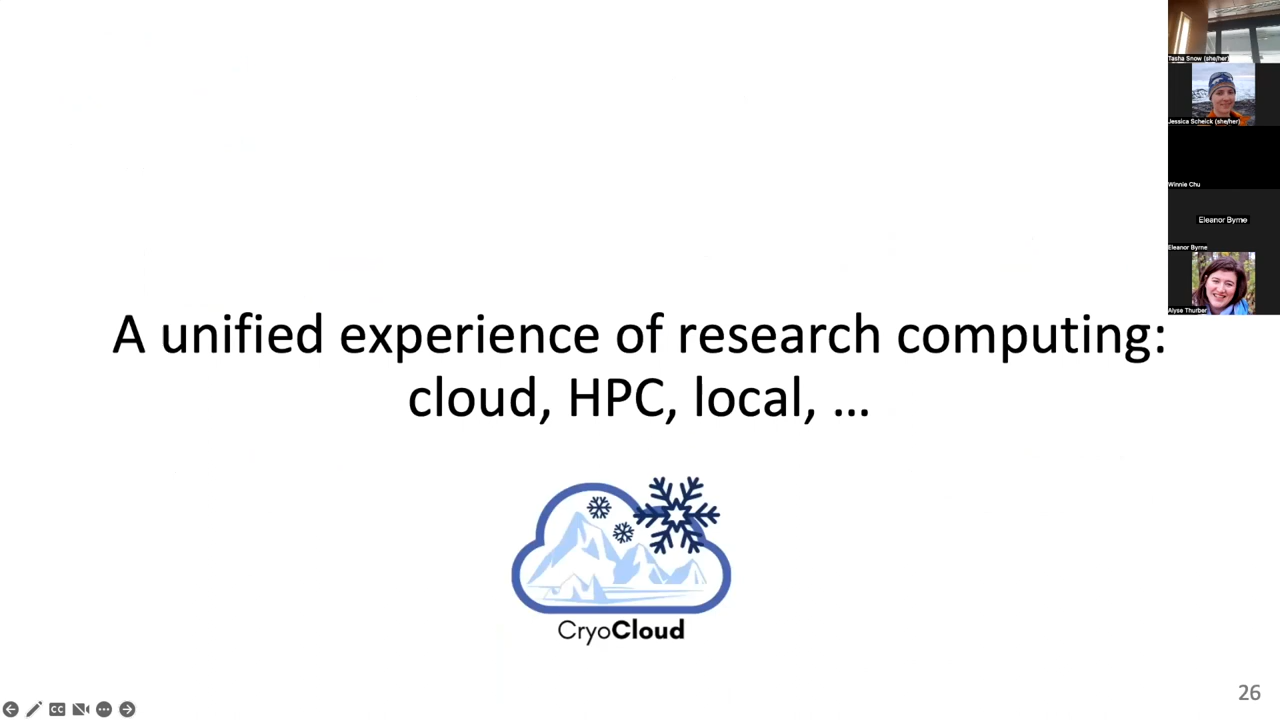 Tasha Snow (she/her)
Jessica Scheick (she/her)
Winnie Chu
Eleanor Byrne
Eleanor Byrne
Alyse Thurber
A unified experience of research computing:
cloud, HPC, local, …
CryoCloud
CC
26